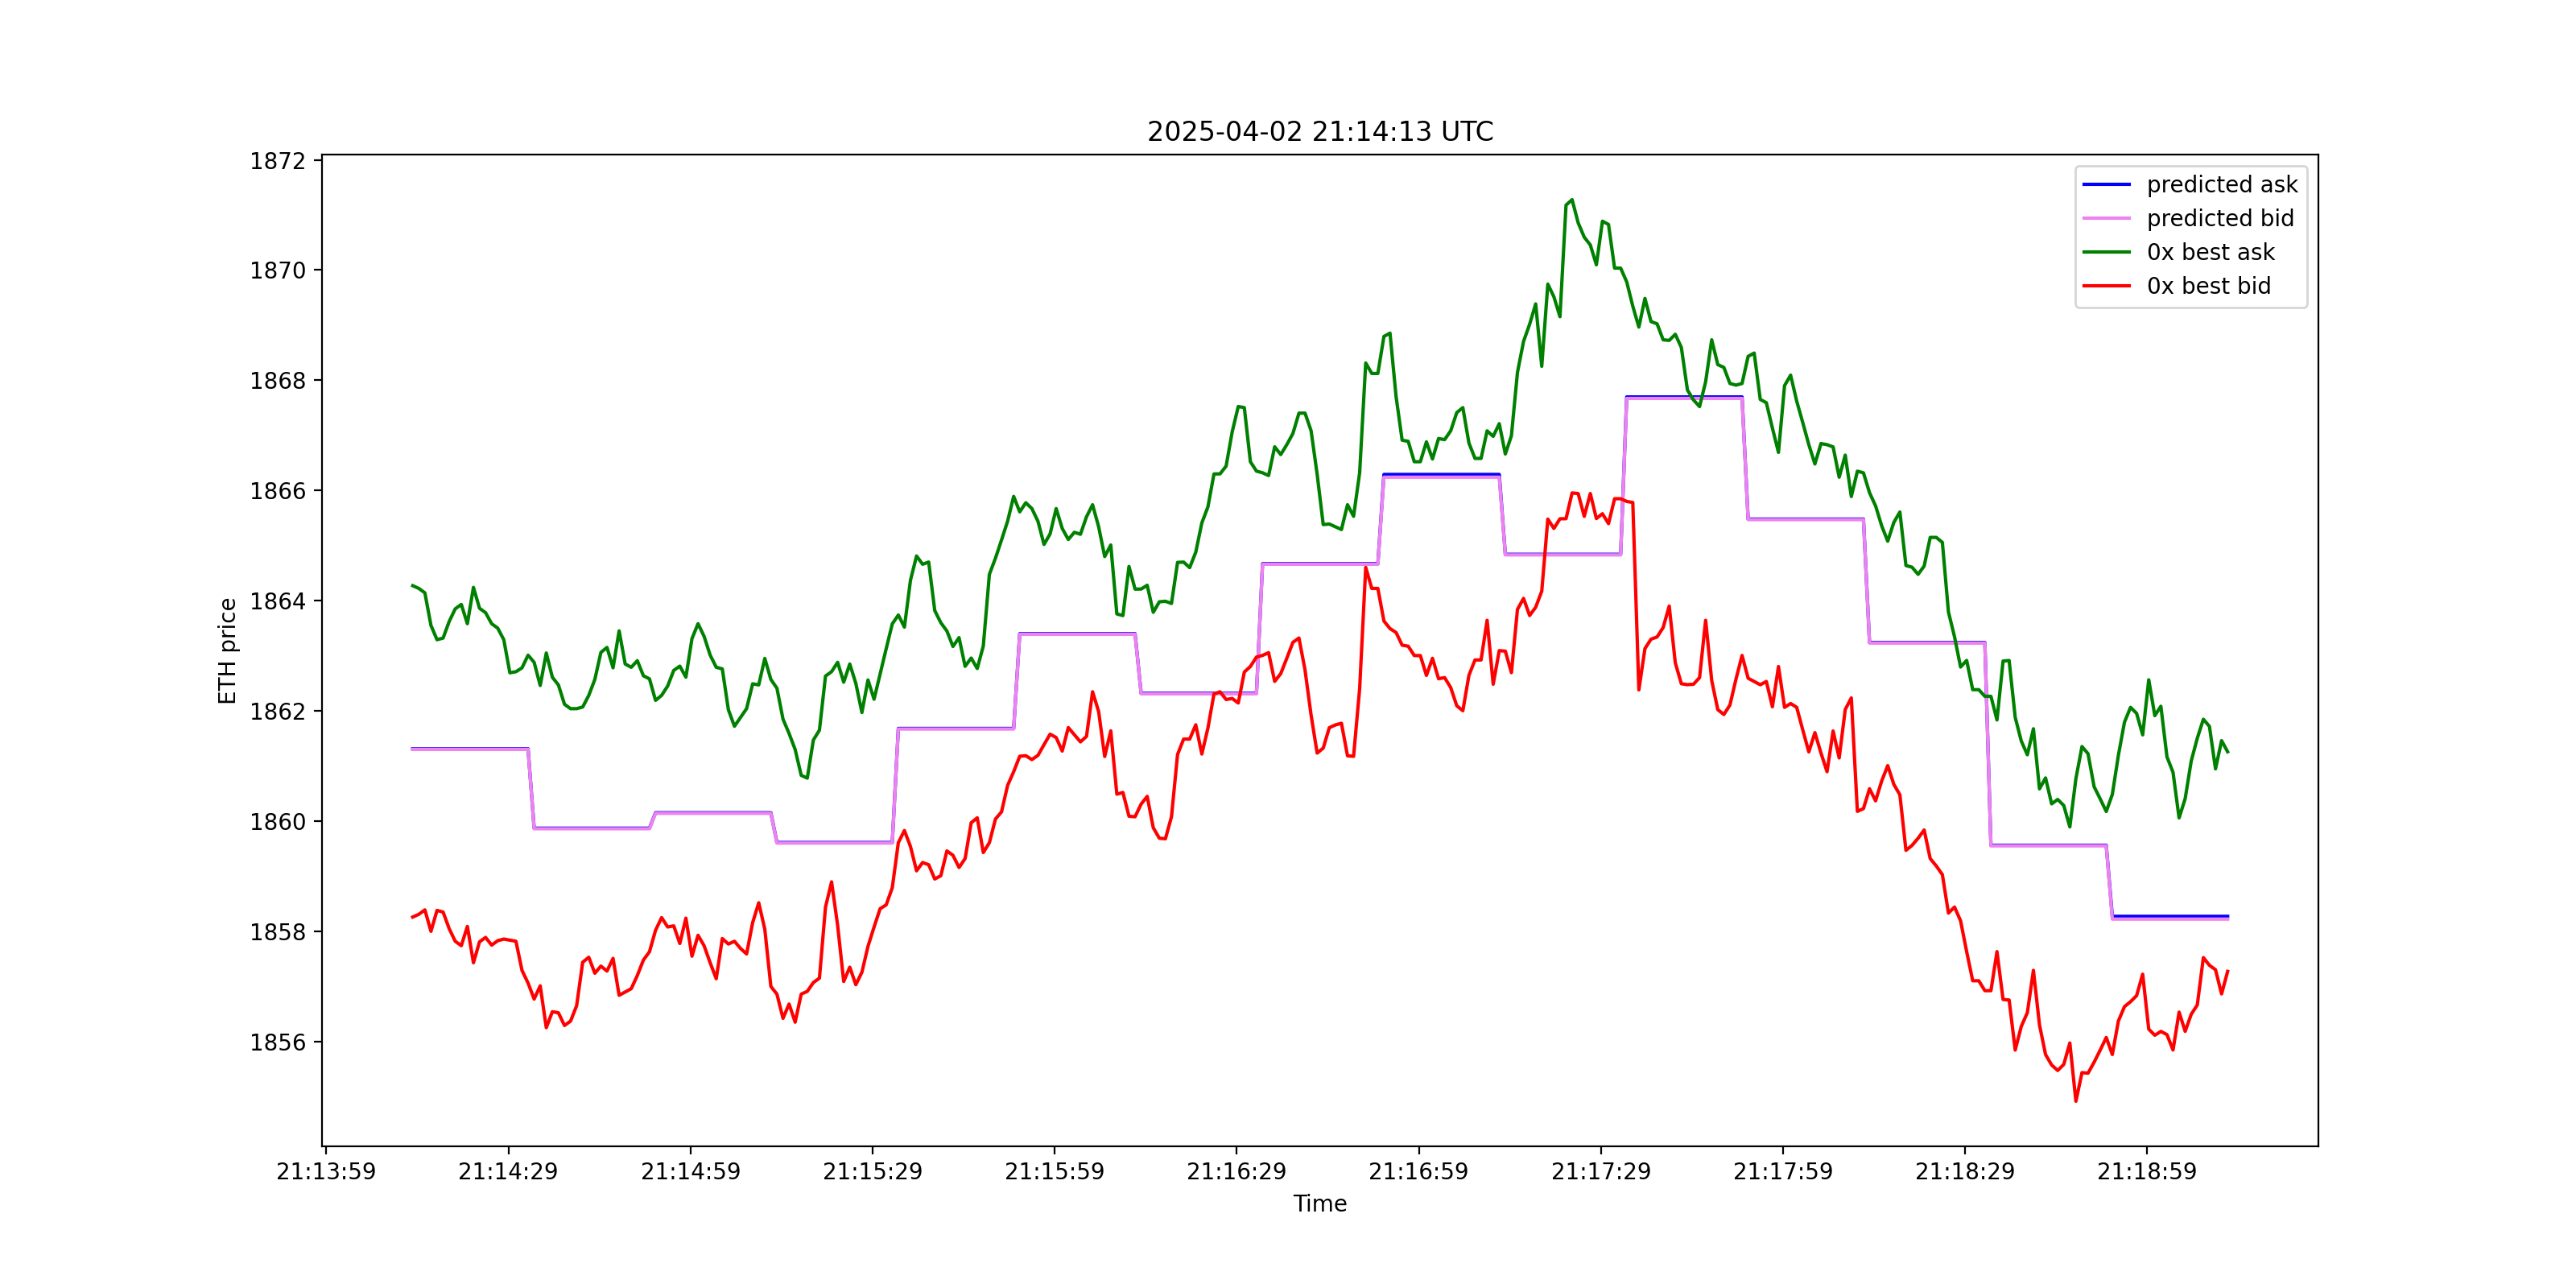 2025-04-02 21:14:13 UTC
1872
1870
1868
1866
1864
1862
1860
1858
1856
ETH price
predicted ask
predicted bid
0x best ask
0x best bid
21:13:59 21:14:29 21:14:59 21:15:29 21:15:59 21:16:29 21:16:59 21:17:29 21:17:59 21:18:29 21:18:59
Time